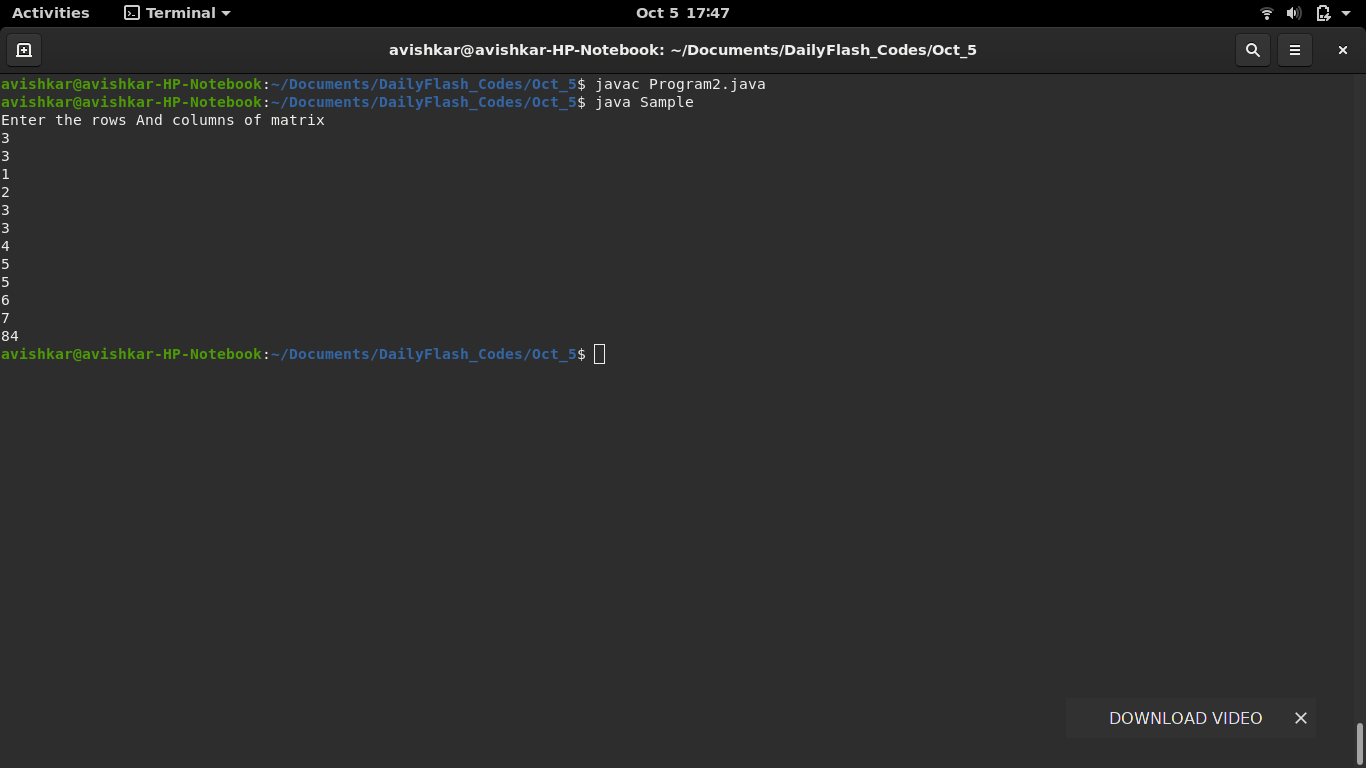 Activities Terminal Oct 5 17:47
avishkar@avishkar-HP-Notebook: ~/Documents/DailyFlash_Codes/Oct_5
avishkar@avishkar-HP-Notebook:~/Documents/DailyFlash_Codes/Oct_5$ javac Program2.java
avishkar@avishkar-HP-Notebook:~/Documents/DailyFlash_Codes/Oct_5$ java Sample
Enter the rows And columns of matrix
3
3
1
2
3
3
4
5
5
6
7
84
avishkar@avishkar-HP-Notebook:~/Documents/DailyFlash_Codes/Oct_5$
DOWNLOAD VIDEO